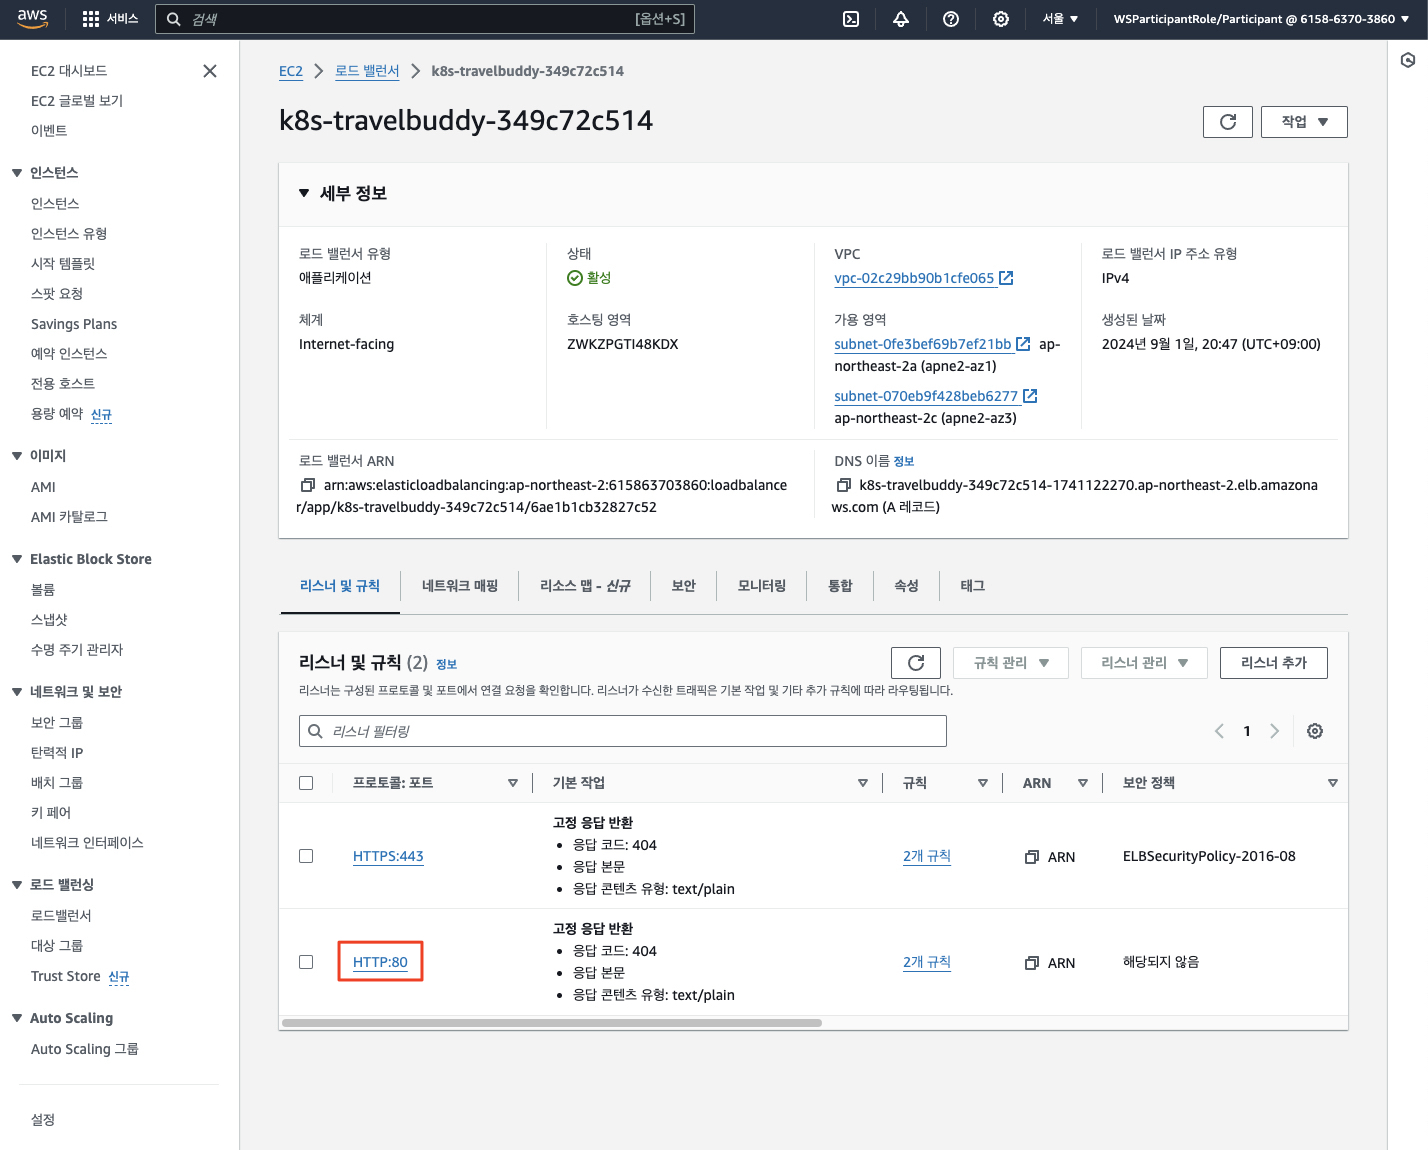 aws
서비스
검색
[옵션+S]
서울
WSParticipantRole/Participant @ 6158-6370-3860
EC2 대시보드
EC2 글로벌 보기
이벤트
인스턴스
인스턴스
인스턴스 유형
시작 템플릿
스팟 요청
Savings Plans
예약 인스턴스
전용 호스트
용량 예약 신규
이미지
AMI
AMI 카탈로그
Elastic Block Store
볼륨
스냅샷
수명 주기 관리자
네트워크 및 보안
보안 그룹
탄력적 IP
배치 그룹
키 페어
네트워크 인터페이스
로드 밸런싱
로드밸런서
대상 그룹
Trust Store 신규
Auto Scaling
Auto Scaling 그룹
설정
EC2
로드 밸런서
k8s-travelbuddy-349c72c514
k8s-travelbuddy-349c72c514
작업
세부 정보
로드 밸런서 유형
애플리케이션
상태
활성
VPC
vpc-02c29bb90b1cfe065
로드 밸런서 IP 주소 유형
IPv4
체계
Internet-facing
호스팅 영역
ZWKZPGTI48KDX
가용 영역
subnet-0fe3bef69b7ef21bb ap-
northeast-2a (apne2-az1)
subnet-070eb9f428beb6277
ap-northeast-2c (apne2-az3)
생성된 날짜
2024년 9월 1일, 20:47 (UTC+09:00)
로드 밸런서 ARN
arn:aws:elasticloadbalancing:ap-northeast-2:615863703860:loadbalance
r/app/k8s-travelbuddy-349c72c514/6ae1b1cb32827c52
DNS 이름 정보
k8s-travelbuddy-349c72c514-1741122270.ap-northeast-2.elb.amazona
ws.com (A 레코드)
리스너 및 규칙
네트워크 매핑
리소스 맵 - 신규
보안
모니터링
통합
속성
태그
리스너 및 규칙 (2) 정보
규칙 관리
리스너 관리
리스너 추가
리스너는 구성된 프로토콜 및 포트에서 연결 요청을 확인합니다. 리스너가 수신한 트래픽은 기본 작업 및 기타 추가 규칙에 따라 라우팅됩니다.
리스너 필터링
1
프로토콜: 포트
기본 작업
규칙
ARN
보안 정책
HTTPS:443
고정 응답 반환
• 응답 코드: 404
• 응답 본문
• 응답 콘텐츠 유형: text/plain
2개 규칙
ARN
ELBSecurityPolicy-2016-08
HTTP:80
고정 응답 반환
• 응답 코드: 404
• 응답 본문
• 응답 콘텐츠 유형: text/plain
2개 규칙
ARN
해당되지 않음